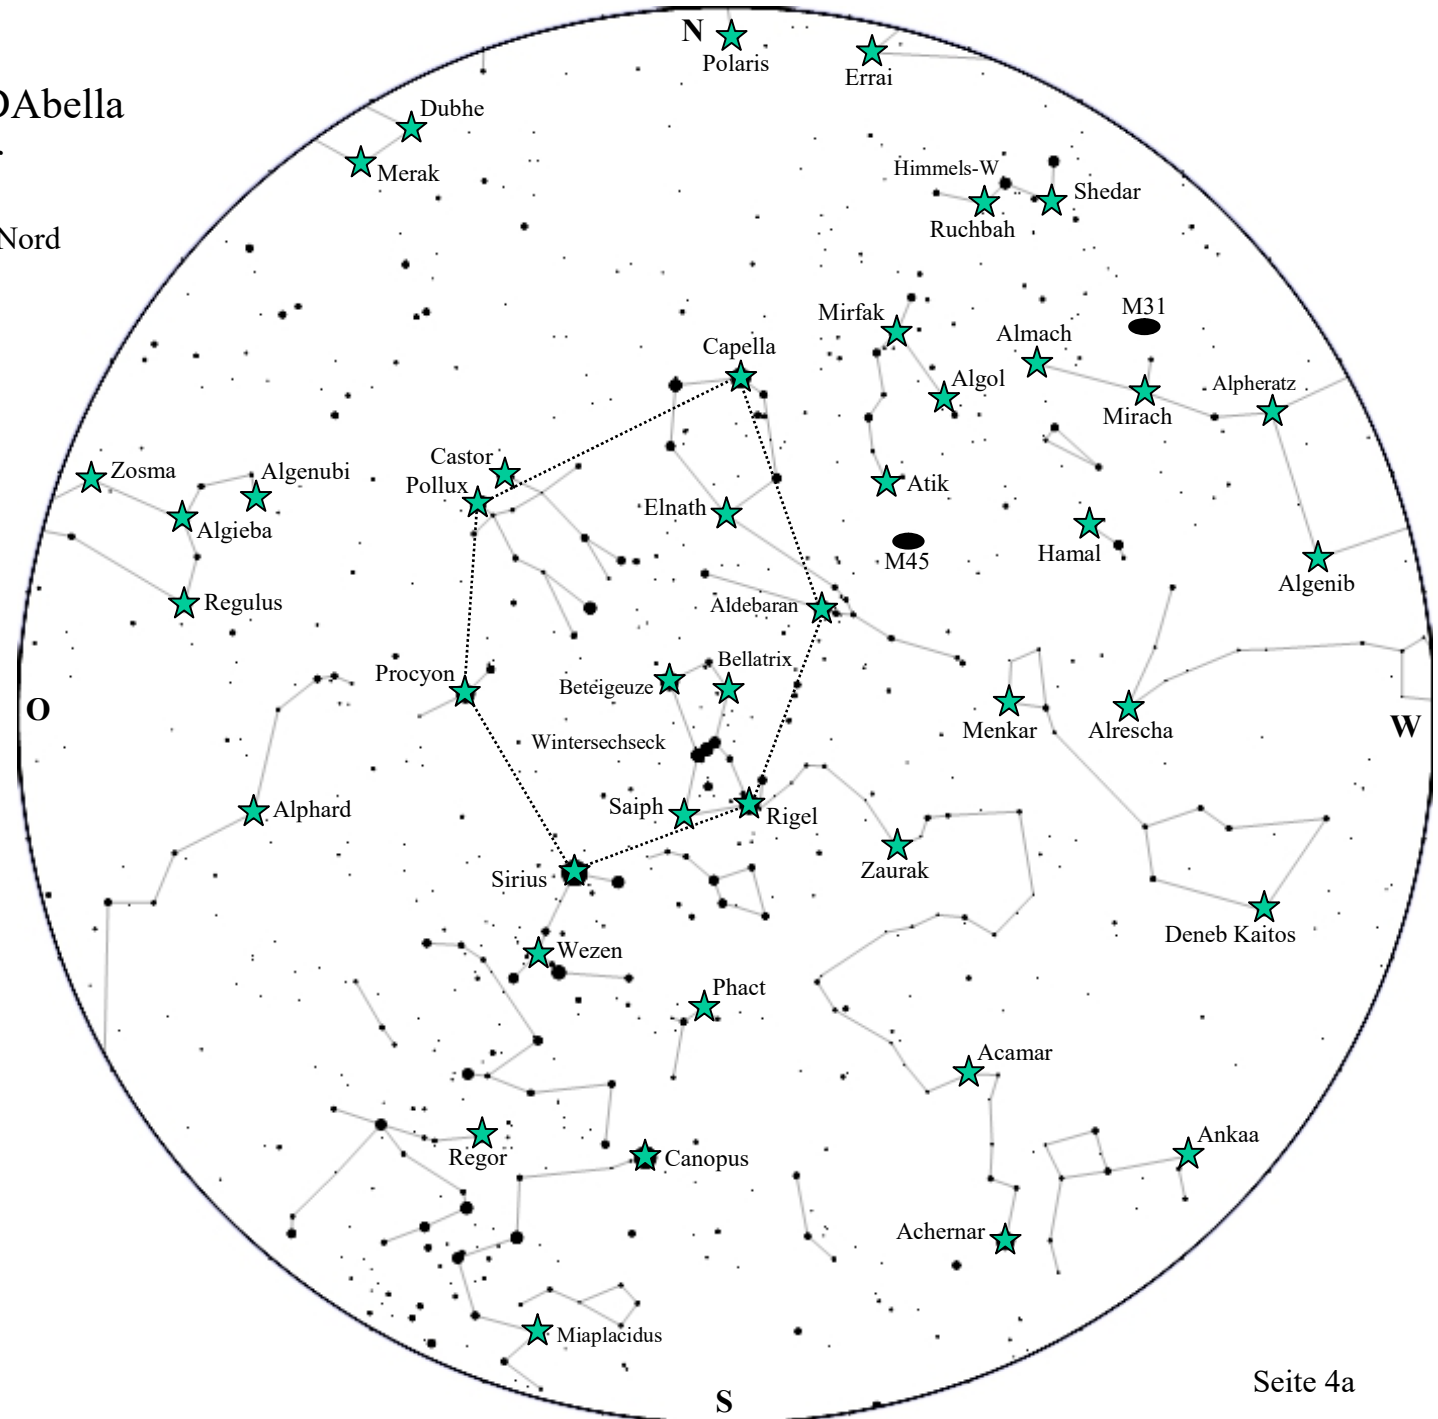 N
Polaris
Errai
DAbella
Dubhe
Merak
Himmels-W
Shedar
Ruchbah
Nord
M31
Mirfak
Almach
Capella
Algol
Alpheratz
Mirach
Castor
Zosma
Algenubi
Pollux
Atik
Elnath
Algieba
Hamal
M45
Algenib
Regulus
Aldebaran
Bellatrix
Procyon
Beteigeuze
O
W
Menkar
Alrescha
Wintersechseck
Saiph
Alphard
Rigel
Zaurak
Sirius
Deneb Kaitos
Wezen
Phact
Acamar
Ankaa
Regor
Canopus
Achernar
Miaplacidus
Seite 4a
S